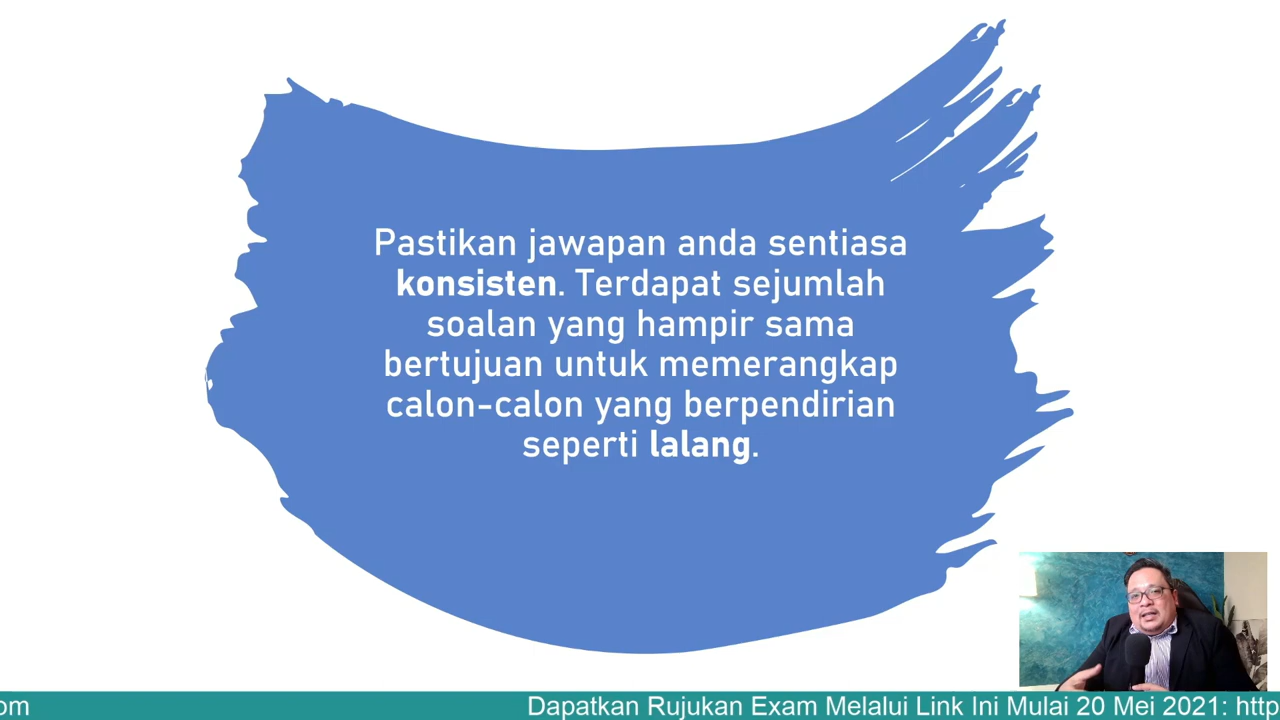 Pastikan jawapan anda sentiasa
konsisten. Terdapat sejumlah
soalan yang hampir sama
bertujuan untuk memerangkap
calon-calon yang berpendirian
seperti lalang.
om Dapatkan Rujukan Exam Melalui Link Ini Mulai 20 Mei 2021: http